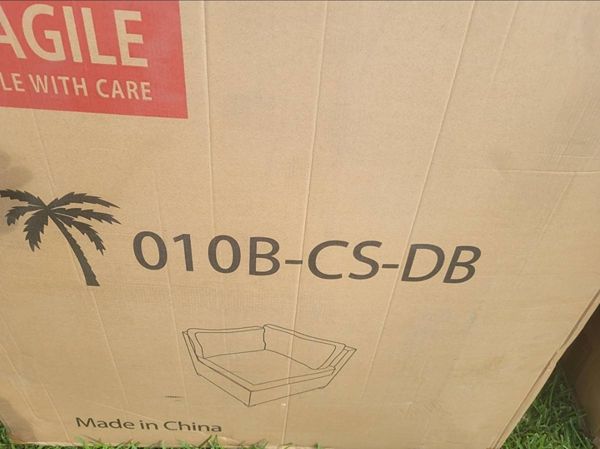 AGILE
LE WITH CARE
010B-CS-DB
Made in China